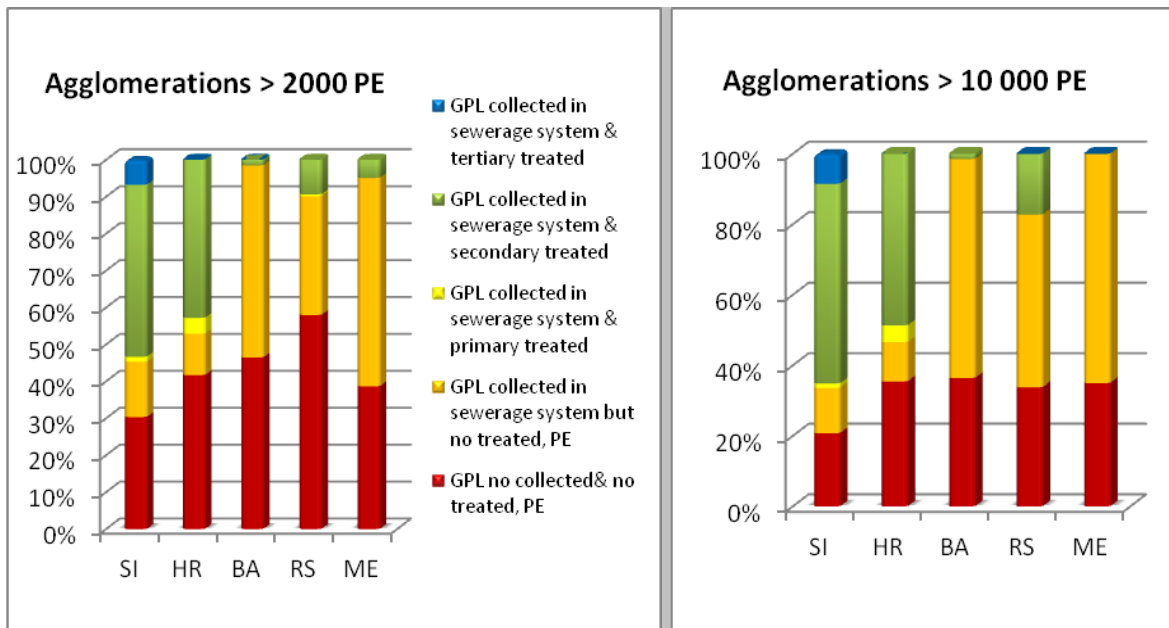 Agglomerations > 2000 PE
GPL collected in
sewerage system &
tertiary treated
GPL collected in
sewerage system &
secondary treated
GPL collected in
sewerage system &
primary treated
GPL collected in
sewerage system but
no treated, PE
GPL no collected& no
treated, PE
100%
90%
80%
70%
60%
50%
40%
30%
20%
10%
0%
SI HR BA RS ME
Agglomerations > 10 000 PE
100%
80%
60%
40%
20%
0%
SI HR BA RS ME